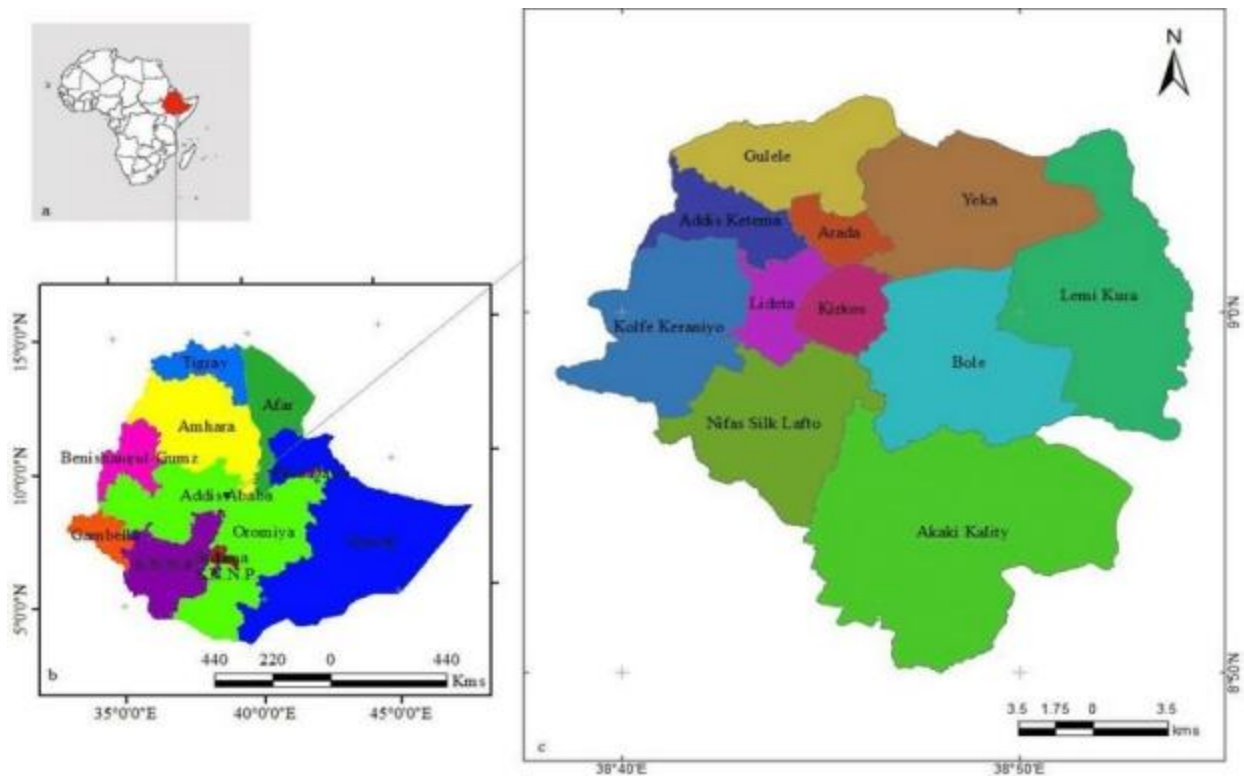 a
Tigray
Afar
Amhara
Benishangul-Gumz
Addis Ababa
Oromiya
Gambella
S.N.N.P
440 220 0 440
Kms
b
15°0'0"N
10°0'0"N
5°0'0"N
35°0'0"E 40°0'0"E 45°0'0"E
N
Gulele
Yeka
Addis Ketema
Arada
Lemi Kura
Lideta
Kirkos
Kolfe Keraniyo
Bole
Nifas Silk Lafto
Akaki Kality
9°0'N
8°50'N
3.5 1.75 0 3.5
kms
c
38°40'E 38°50'E